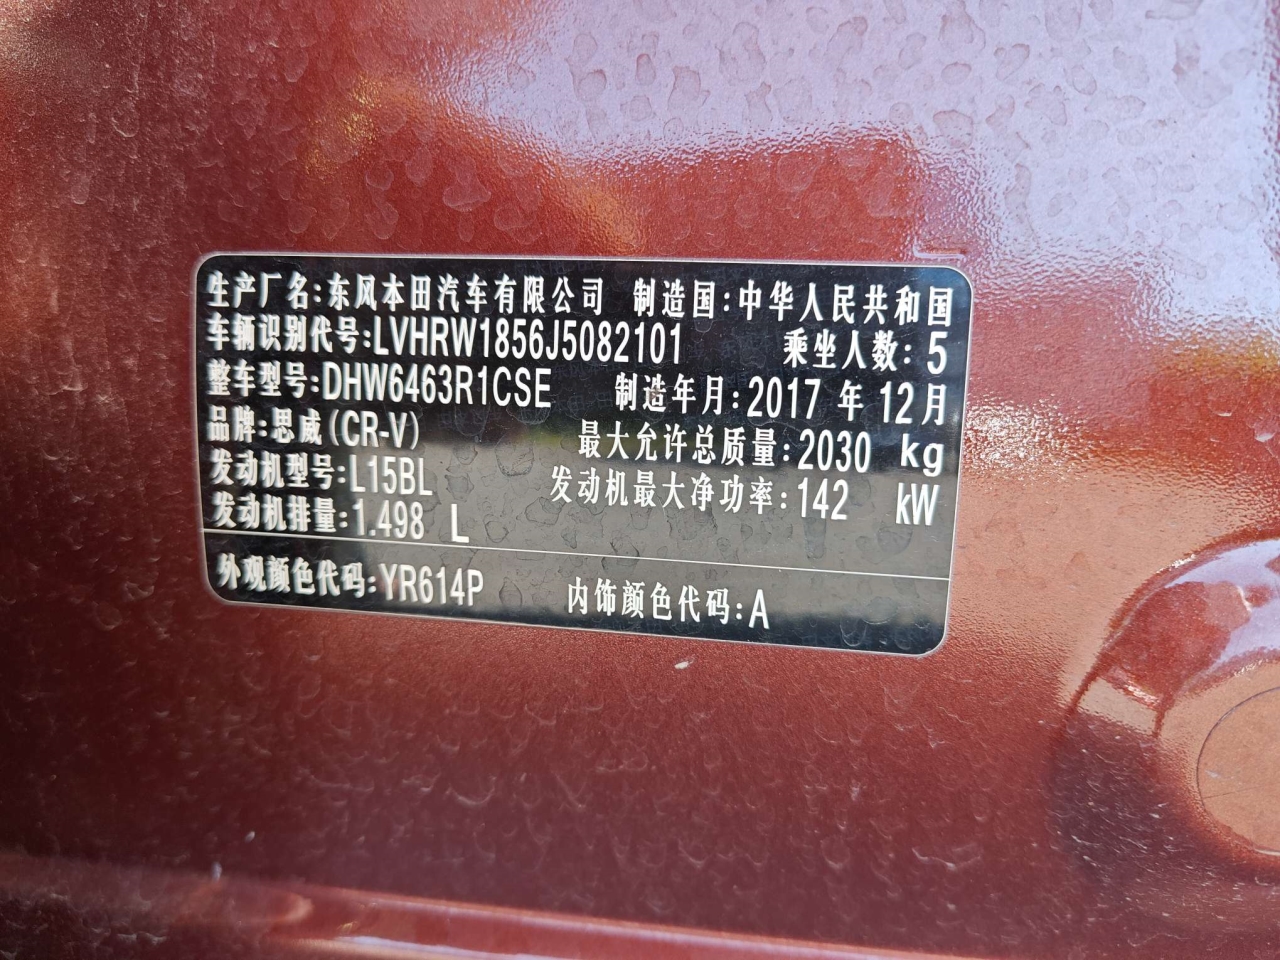 生产厂名:东风本田汽车有限公司 制造国:中华人民共和国
车辆识别代号:LVHRW1856J5082101 乘坐人数:5
整车型号:DHW6463R1CSE 制造年月:2017 年 12 月
品牌:思威(CR-V) 最大允许总质量:2030 kg
发动机型号:L15BL 发动机最大净功率:142 kW
发动机排量:1.498 L
外观颜色代码:YR614P 内饰颜色代码:A